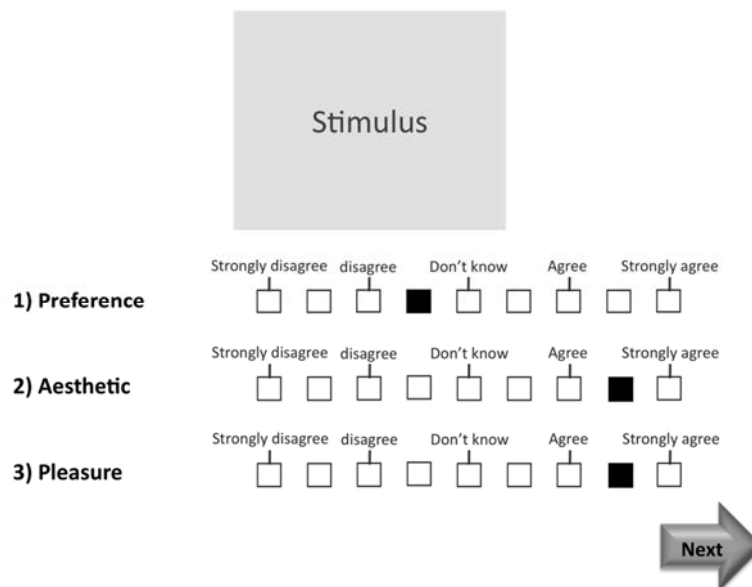 Stimulus
Strongly disagree disagree Don't know Agree Strongly agree
1) Preference
Strongly disagree disagree Don't know Agree Strongly agree
2) Aesthetic
Strongly disagree disagree Don't know Agree Strongly agree
3) Pleasure
Next